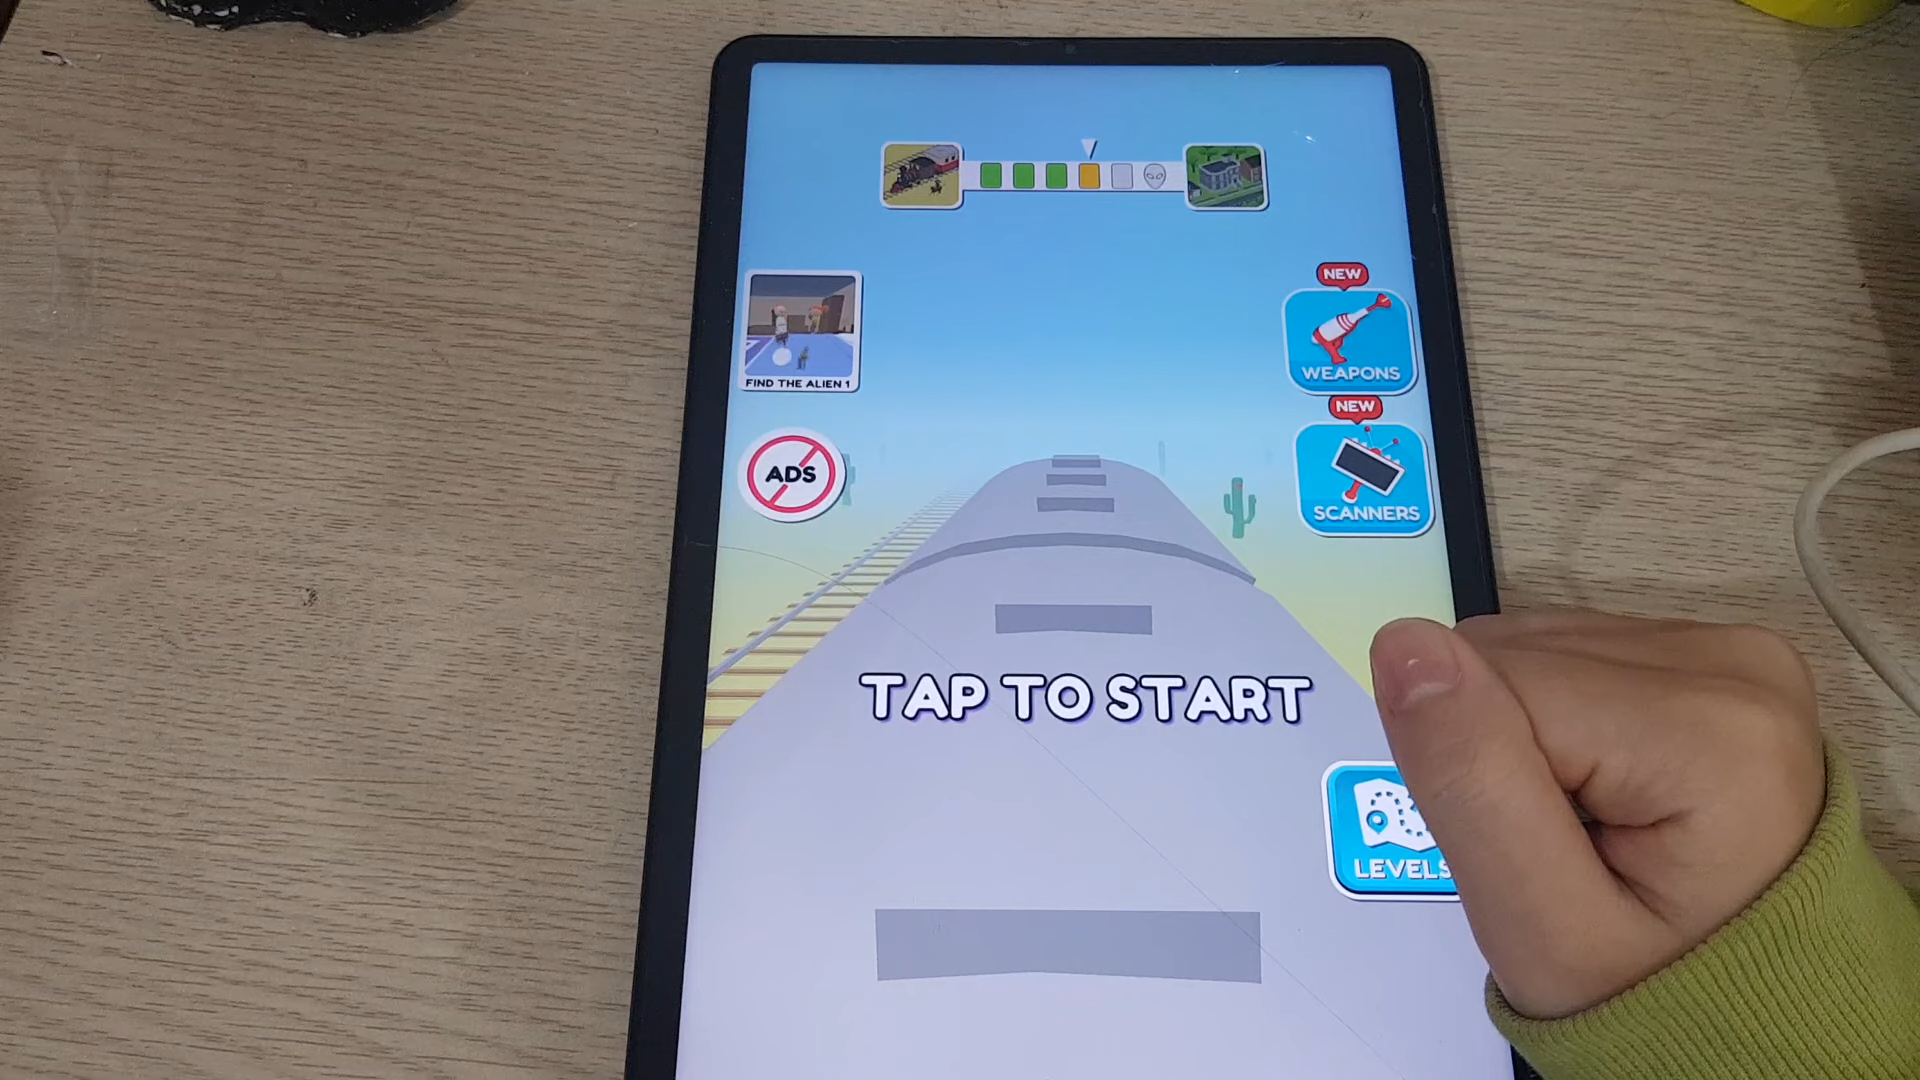 NEW
WEAPONS
FIND THE ALIEN 1
NEW
ADS
SCANNERS
TAP TO START
LEVELS